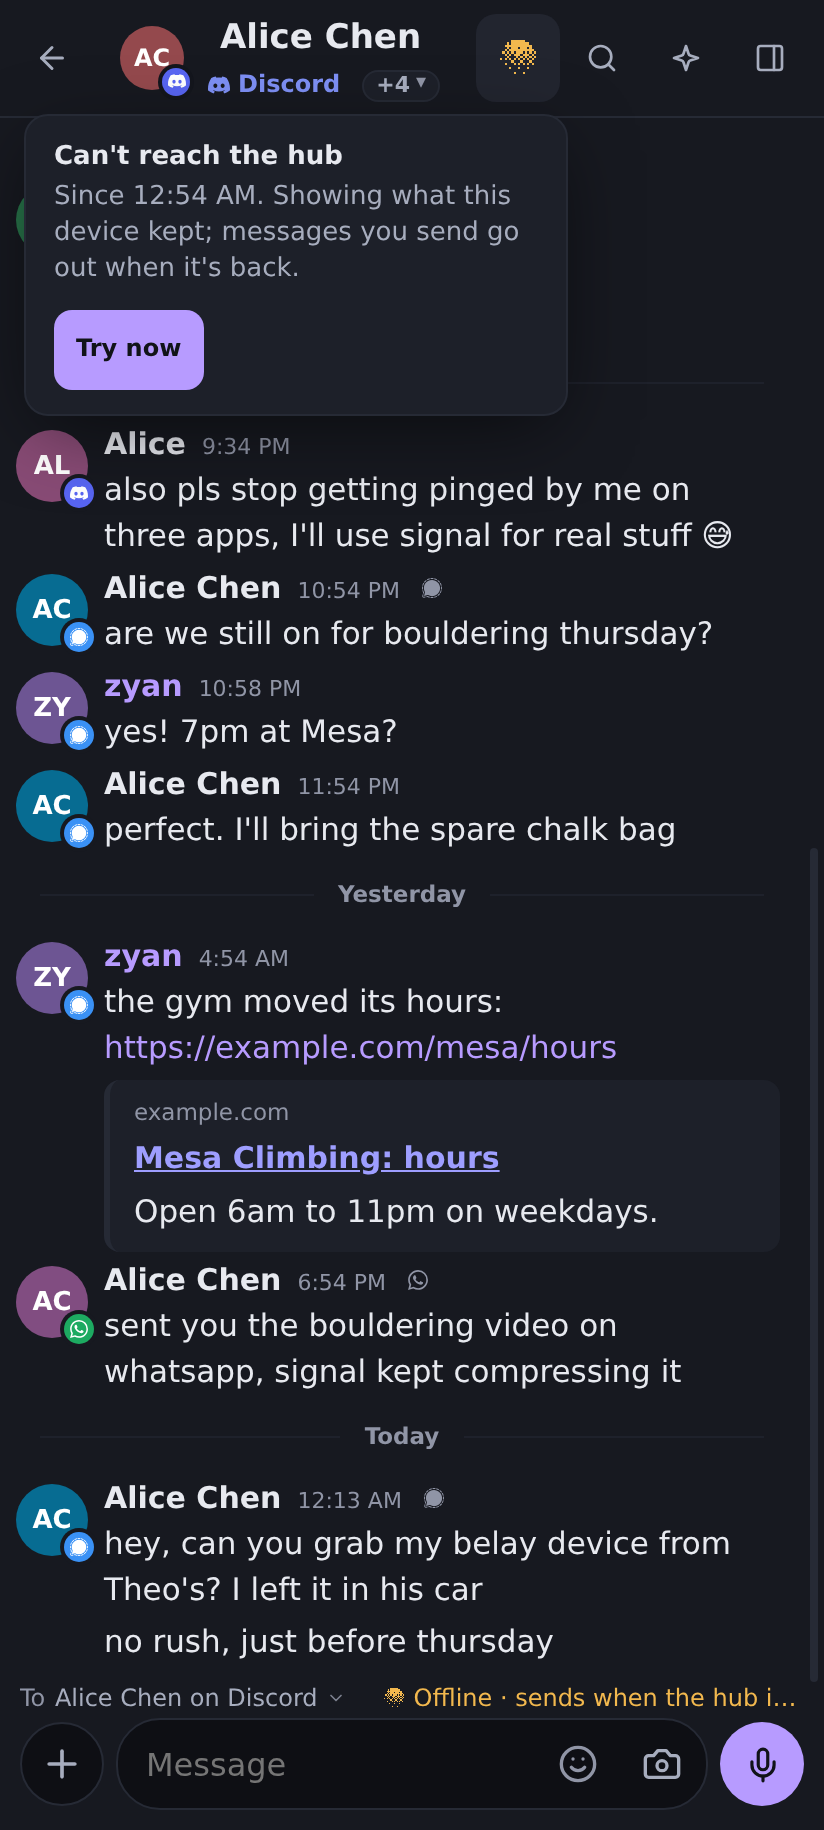 Alice Chen
AC
Discord
+4
Can't reach the hub
Since 12:54 AM. Showing what this
device kept; messages you send go
out when it's back.
Try now
AL
Alice 9:34 PM
also pls stop getting pinged by me on
three apps, I'll use signal for real stuff 😅
AC
Alice Chen 10:54 PM
are we still on for bouldering thursday?
ZY
zyan 10:58 PM
yes! 7pm at Mesa?
AC
Alice Chen 11:54 PM
perfect. I'll bring the spare chalk bag
Yesterday
ZY
zyan 4:54 AM
the gym moved its hours:
https://example.com/mesa/hours
example.com
Mesa Climbing: hours
Open 6am to 11pm on weekdays.
AC
Alice Chen 6:54 PM
sent you the bouldering video on
whatsapp, signal kept compressing it
Today
AC
Alice Chen 12:13 AM
hey, can you grab my belay device from
Theo's? I left it in his car
no rush, just before thursday
To Alice Chen on Discord
Offline · sends when the hub i...
Message